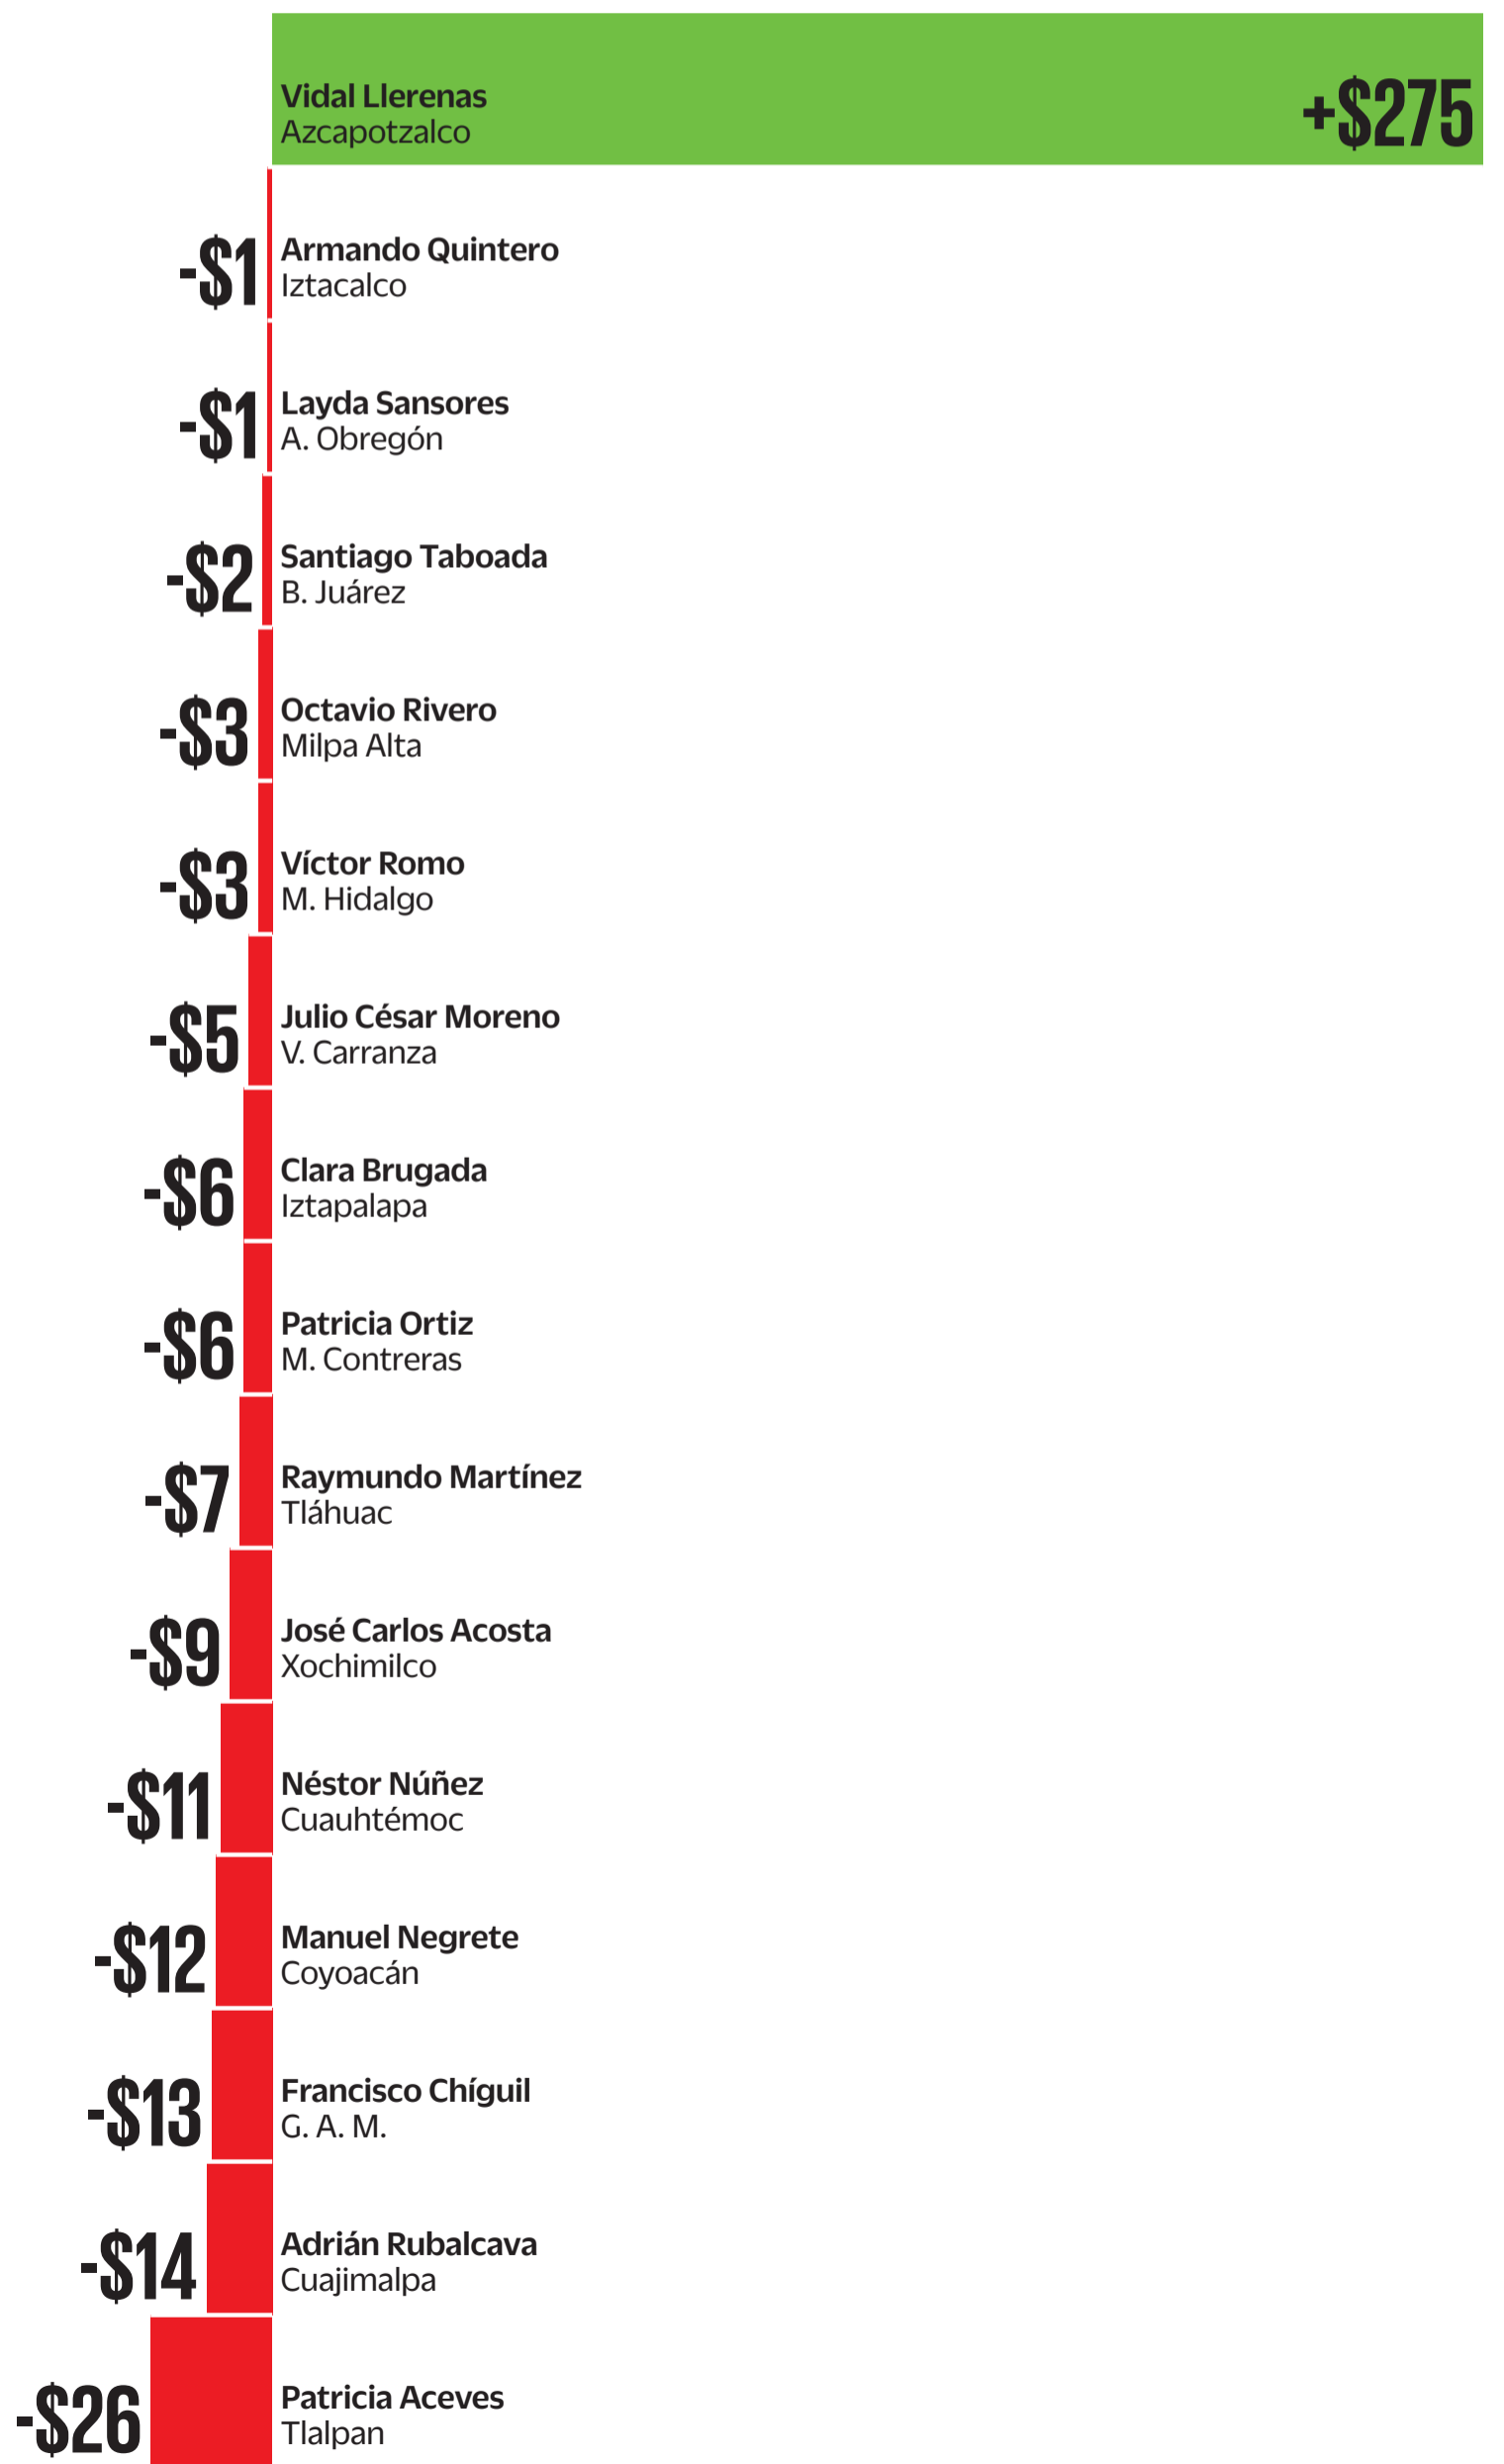 Vidal Llerenas
Azcapotzalco
+$275
-$1
Armando Quintero
Iztacalco
-$1
Layda Sansores
A. Obregón
-$2
Santiago Taboada
B. Juárez
-$3
Octavio Rivero
Milpa Alta
-$3
Víctor Romo
M. Hidalgo
-$5
Julio César Moreno
V. Carranza
-$6
Clara Brugada
Iztapalapa
-$6
Patricia Ortiz
M. Contreras
-$7
Raymundo Martínez
Tláhuac
-$9
José Carlos Acosta
Xochimilco
-$11
Néstor Núñez
Cuauhtémoc
-$12
Manuel Negrete
Coyoacán
-$13
Francisco Chíguil
G. A. M.
-$14
Adrián Rubalcava
Cuajimalpa
-$26
Patricia Aceves
Tlalpan